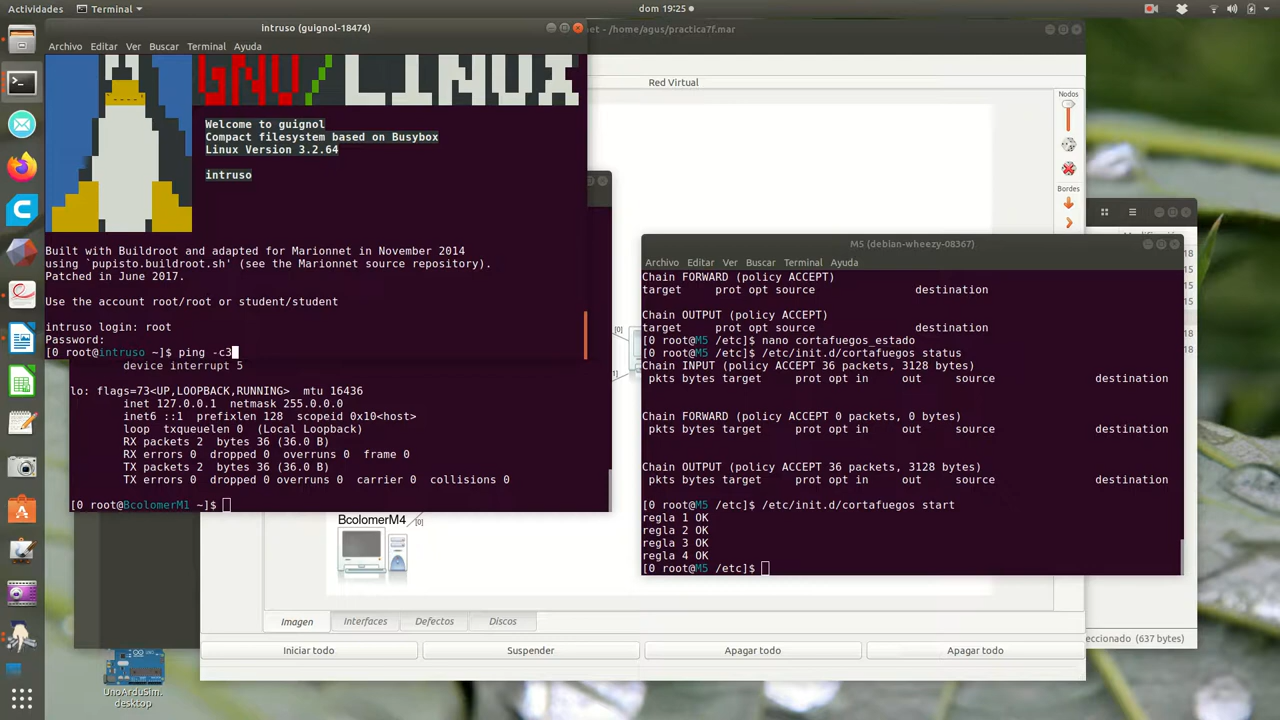 Actividades
Terminal
dom 19:25
intruso (guignol-18474)
Archivo Editar Ver Buscar Terminal Ayuda
GNU/LINUX
Welcome to guignol
Compact filesystem based on Busybox
Linux Version 3.2.64
intruso
Built with Buildroot and adapted for Marionnet in November 2014
using `pupisto.buildroot.sh' (see the Marionnet source repository).
Patched in June 2017.
Use the account root/root or student/student
intruso login: root
Password:
[0 root@intruso ~]$ ping -c3
device interrupt 5
lo: flags=73<UP,LOOPBACK,RUNNING> mtu 16436
inet 127.0.0.1 netmask 255.0.0.0
inet6 ::1 prefixlen 128 scopeid 0x10<host>
loop txqueuelen 0 (Local Loopback)
RX packets 2 bytes 36 (36.0 B)
RX errors 0 dropped 0 overruns 0 frame 0
TX packets 2 bytes 36 (36.0 B)
TX errors 0 dropped 0 overruns 0 carrier 0 collisions 0
[0 root@BcolomerM1 ~]$
net - /home/agus/practica7f.mar
Red Virtual
Nodos
Bordes
[0]
M5 (debian-wheezy-08367)
Archivo Editar Ver Buscar Terminal Ayuda
Chain FORWARD (policy ACCEPT)
target prot opt source destination
Chain OUTPUT (policy ACCEPT)
target prot opt source destination
[0 root@M5 /etc]$ nano cortafuegos_estado
[0 root@M5 /etc]$ /etc/init.d/cortafuegos status
Chain INPUT (policy ACCEPT 36 packets, 3128 bytes)
pkts bytes target prot opt in out source destination
Chain FORWARD (policy ACCEPT 0 packets, 0 bytes)
pkts bytes target prot opt in out source destination
Chain OUTPUT (policy ACCEPT 36 packets, 3128 bytes)
pkts bytes target prot opt in out source destination
[0 root@M5 /etc]$ /etc/init.d/cortafuegos start
regla 1 OK
regla 2 OK
regla 3 OK
regla 4 OK
[0 root@M5 /etc]$
18
15
15
18
18
BcolomerM4
[0]
Imagen Interfaces Defectos Discos
eccionado (637 bytes)
Iniciar todo Suspender Apagar todo Apagar todo
UnoArduSim.
desktop